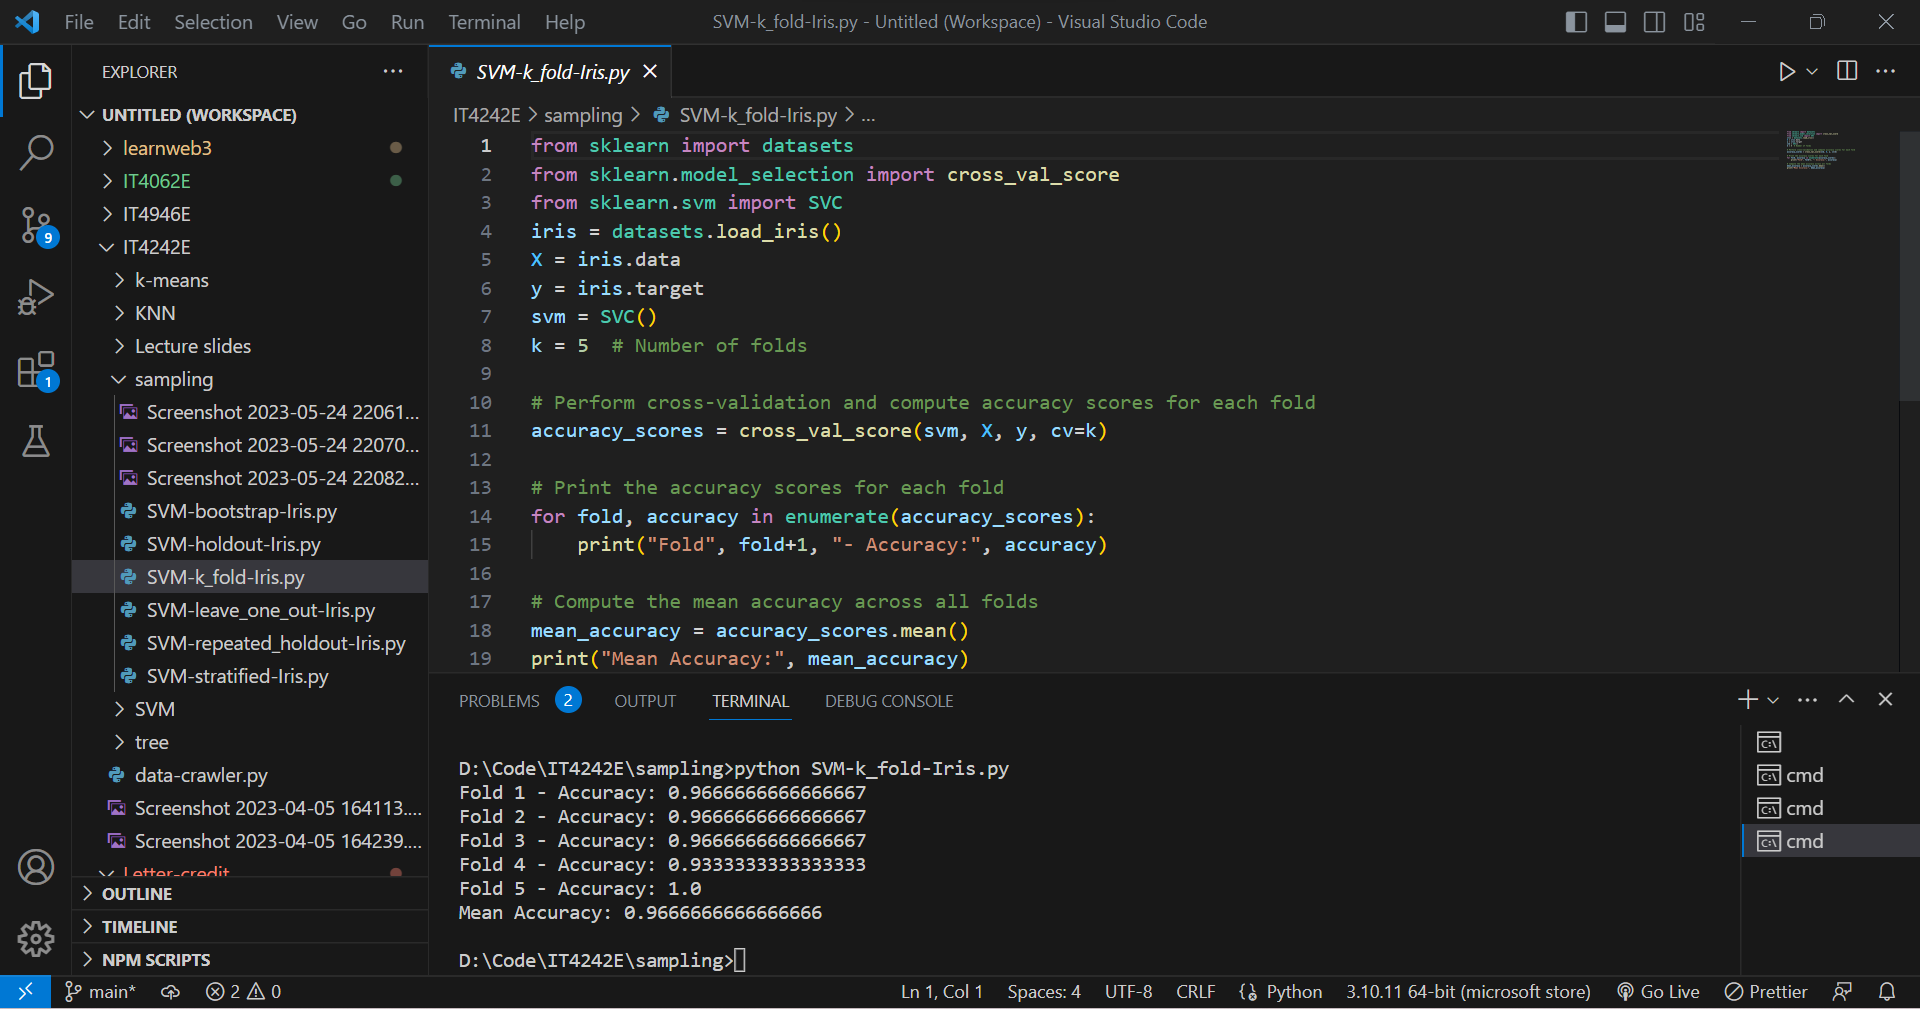 File Edit Selection View Go Run Terminal Help
SVM-k_fold-Iris.py - Untitled (Workspace) - Visual Studio Code
EXPLORER
UNTITLED (WORKSPACE)
learnweb3
IT4062E
IT4946E
IT4242E
k-means
KNN
Lecture slides
sampling
Screenshot 2023-05-24 22061...
Screenshot 2023-05-24 22070...
Screenshot 2023-05-24 22082...
SVM-bootstrap-Iris.py
SVM-holdout-Iris.py
SVM-k_fold-Iris.py
SVM-leave_one_out-Iris.py
SVM-repeated_holdout-Iris.py
SVM-stratified-Iris.py
SVM
tree
data-crawler.py
Screenshot 2023-04-05 164113....
Screenshot 2023-04-05 164239....
Letter-credit
OUTLINE
TIMELINE
NPM SCRIPTS
9
1
SVM-k_fold-Iris.py
IT4242E > sampling > SVM-k_fold-Iris.py > ...
1 from sklearn import datasets
2 from sklearn.model_selection import cross_val_score
3 from sklearn.svm import SVC
4 iris = datasets.load_iris()
5 X = iris.data
6 y = iris.target
7 svm = SVC()
8 k = 5  # Number of folds
9
10 # Perform cross-validation and compute accuracy scores for each fold
11 accuracy_scores = cross_val_score(svm, X, y, cv=k)
12
13 # Print the accuracy scores for each fold
14 for fold, accuracy in enumerate(accuracy_scores):
15     print("Fold", fold+1, "- Accuracy:", accuracy)
16
17 # Compute the mean accuracy across all folds
18 mean_accuracy = accuracy_scores.mean()
19 print("Mean Accuracy:", mean_accuracy)
PROBLEMS 2 OUTPUT TERMINAL DEBUG CONSOLE
D:\Code\IT4242E\sampling>python SVM-k_fold-Iris.py
Fold 1 - Accuracy: 0.9666666666666667
Fold 2 - Accuracy: 0.9666666666666667
Fold 3 - Accuracy: 0.9666666666666667
Fold 4 - Accuracy: 0.9333333333333333
Fold 5 - Accuracy: 1.0
Mean Accuracy: 0.9666666666666666
D:\Code\IT4242E\sampling>
cmd
cmd
cmd
main* 2 0 Ln 1, Col 1 Spaces: 4 UTF-8 CRLF Python 3.10.11 64-bit (microsoft store) Go Live Prettier